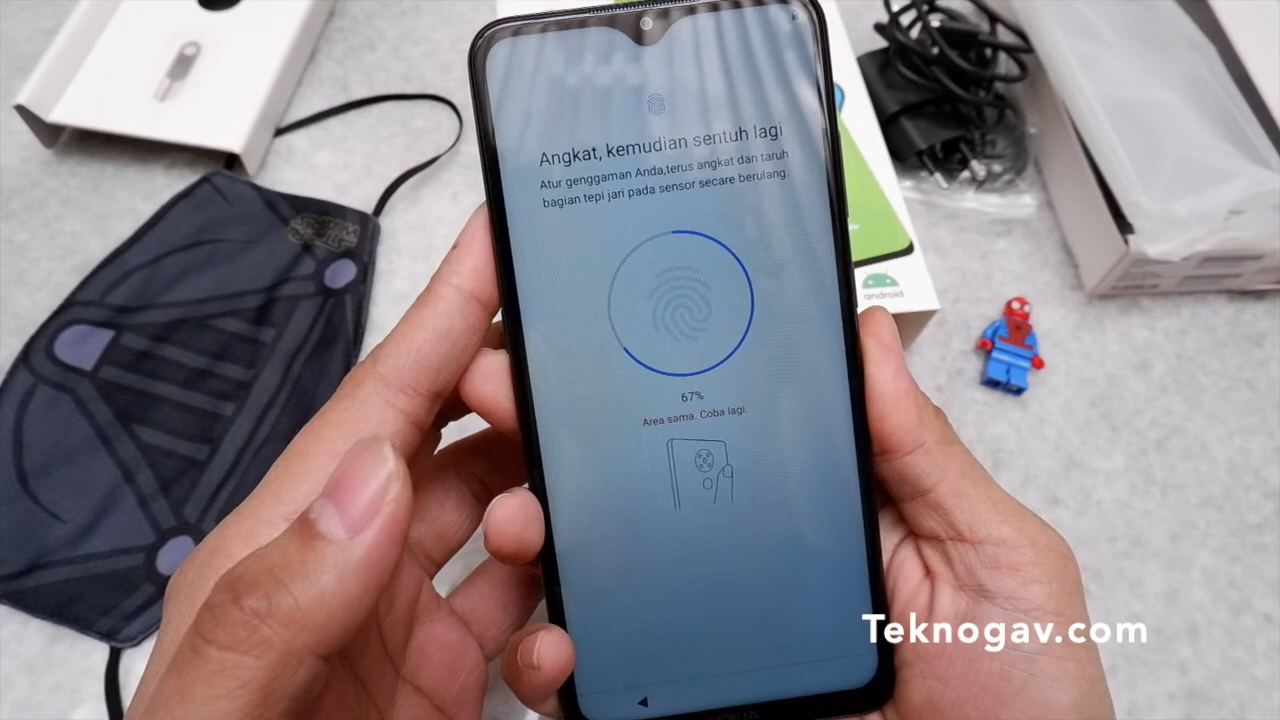 Angkat, kemudian sentuh lagi
Atur genggaman Anda,terus angkat dan taruh
bagian tepi jari pada sensor secare berulang.
67%
Area sama. Coba lagi.
android
Teknogav.com